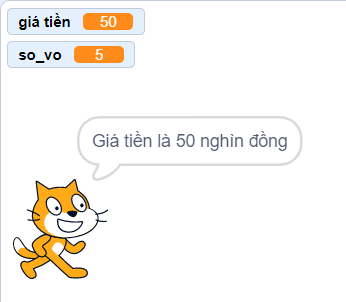 giá tiền 50
so_vo 5
Giá tiền là 50 nghìn đồng